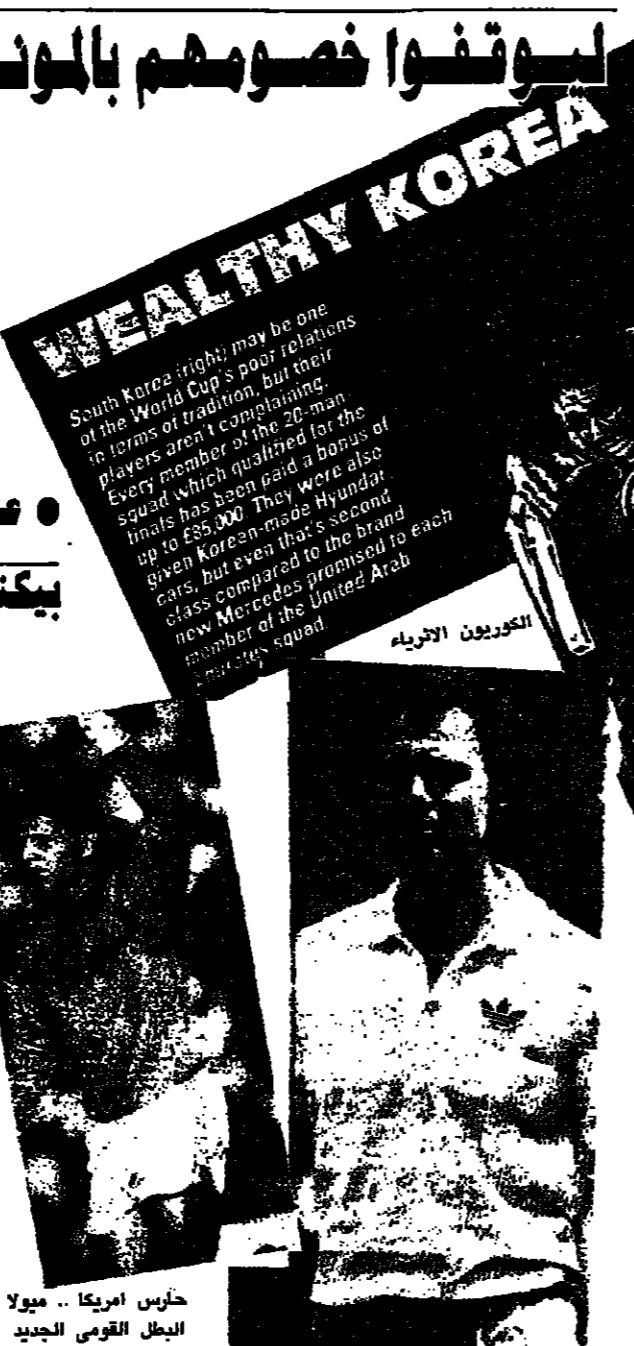 ليوقفوا خصومهم بالمونـ
WEALTHY KOREA
South Korea (right) may be one
of the World Cup's poor relations
in terms of tradition, but their
players aren't complaining.
Every member of the 20-man
squad which qualified for the
finals has been paid a bonus of
up to £85,000. They were also
given Korean-made Hyundai
cars, but even that's second
class compared to the brand
new Mercedes promised to each
member of the United Arab
Emirates squad.
الكوريون الاثرياء
حارس امريكا .. ميولا
البطل القومى الجديد